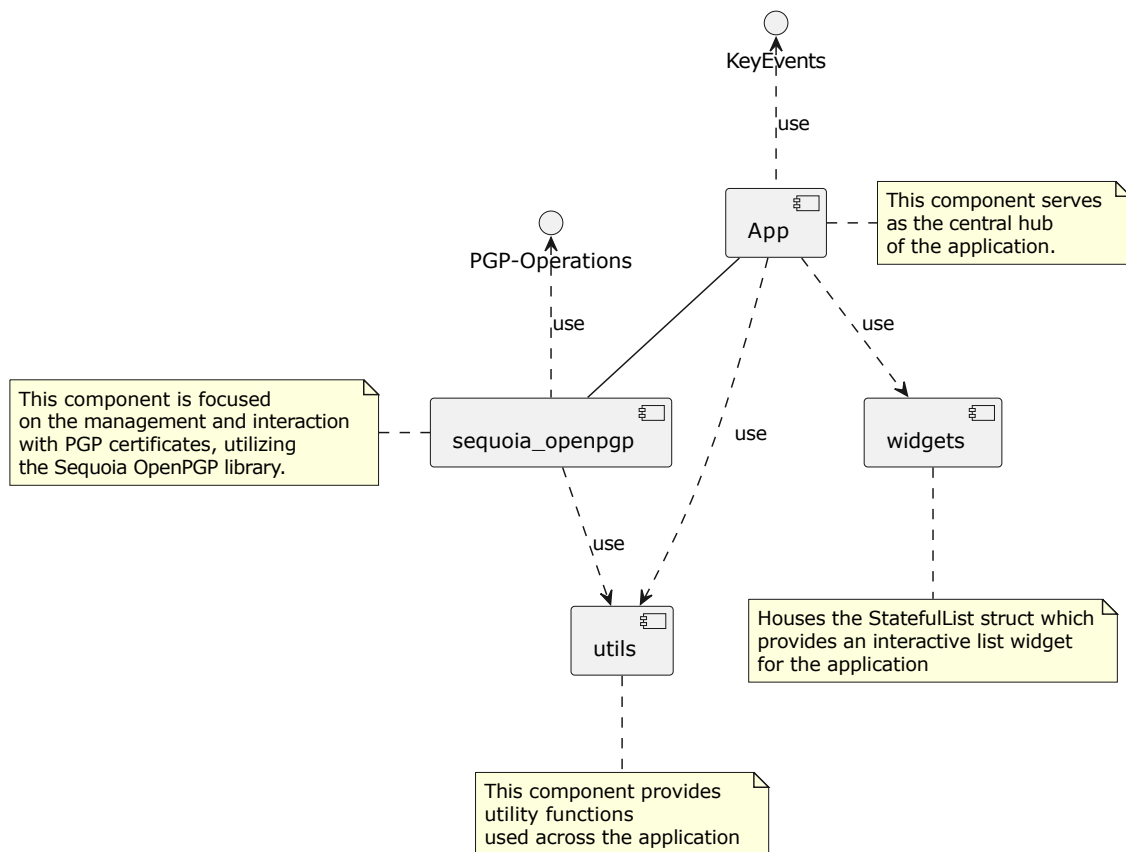 KeyEvents
use
This component serves
as the central hub
of the application.
App
PGP-Operations
use
use
use
This component is focused
on the management and interaction
with PGP certificates, utilizing
the Sequoia OpenPGP library.
sequoia_openpgp
widgets
use
Houses the StatefulList struct which
provides an interactive list widget
for the application
utils
This component provides
utility functions
used across the application